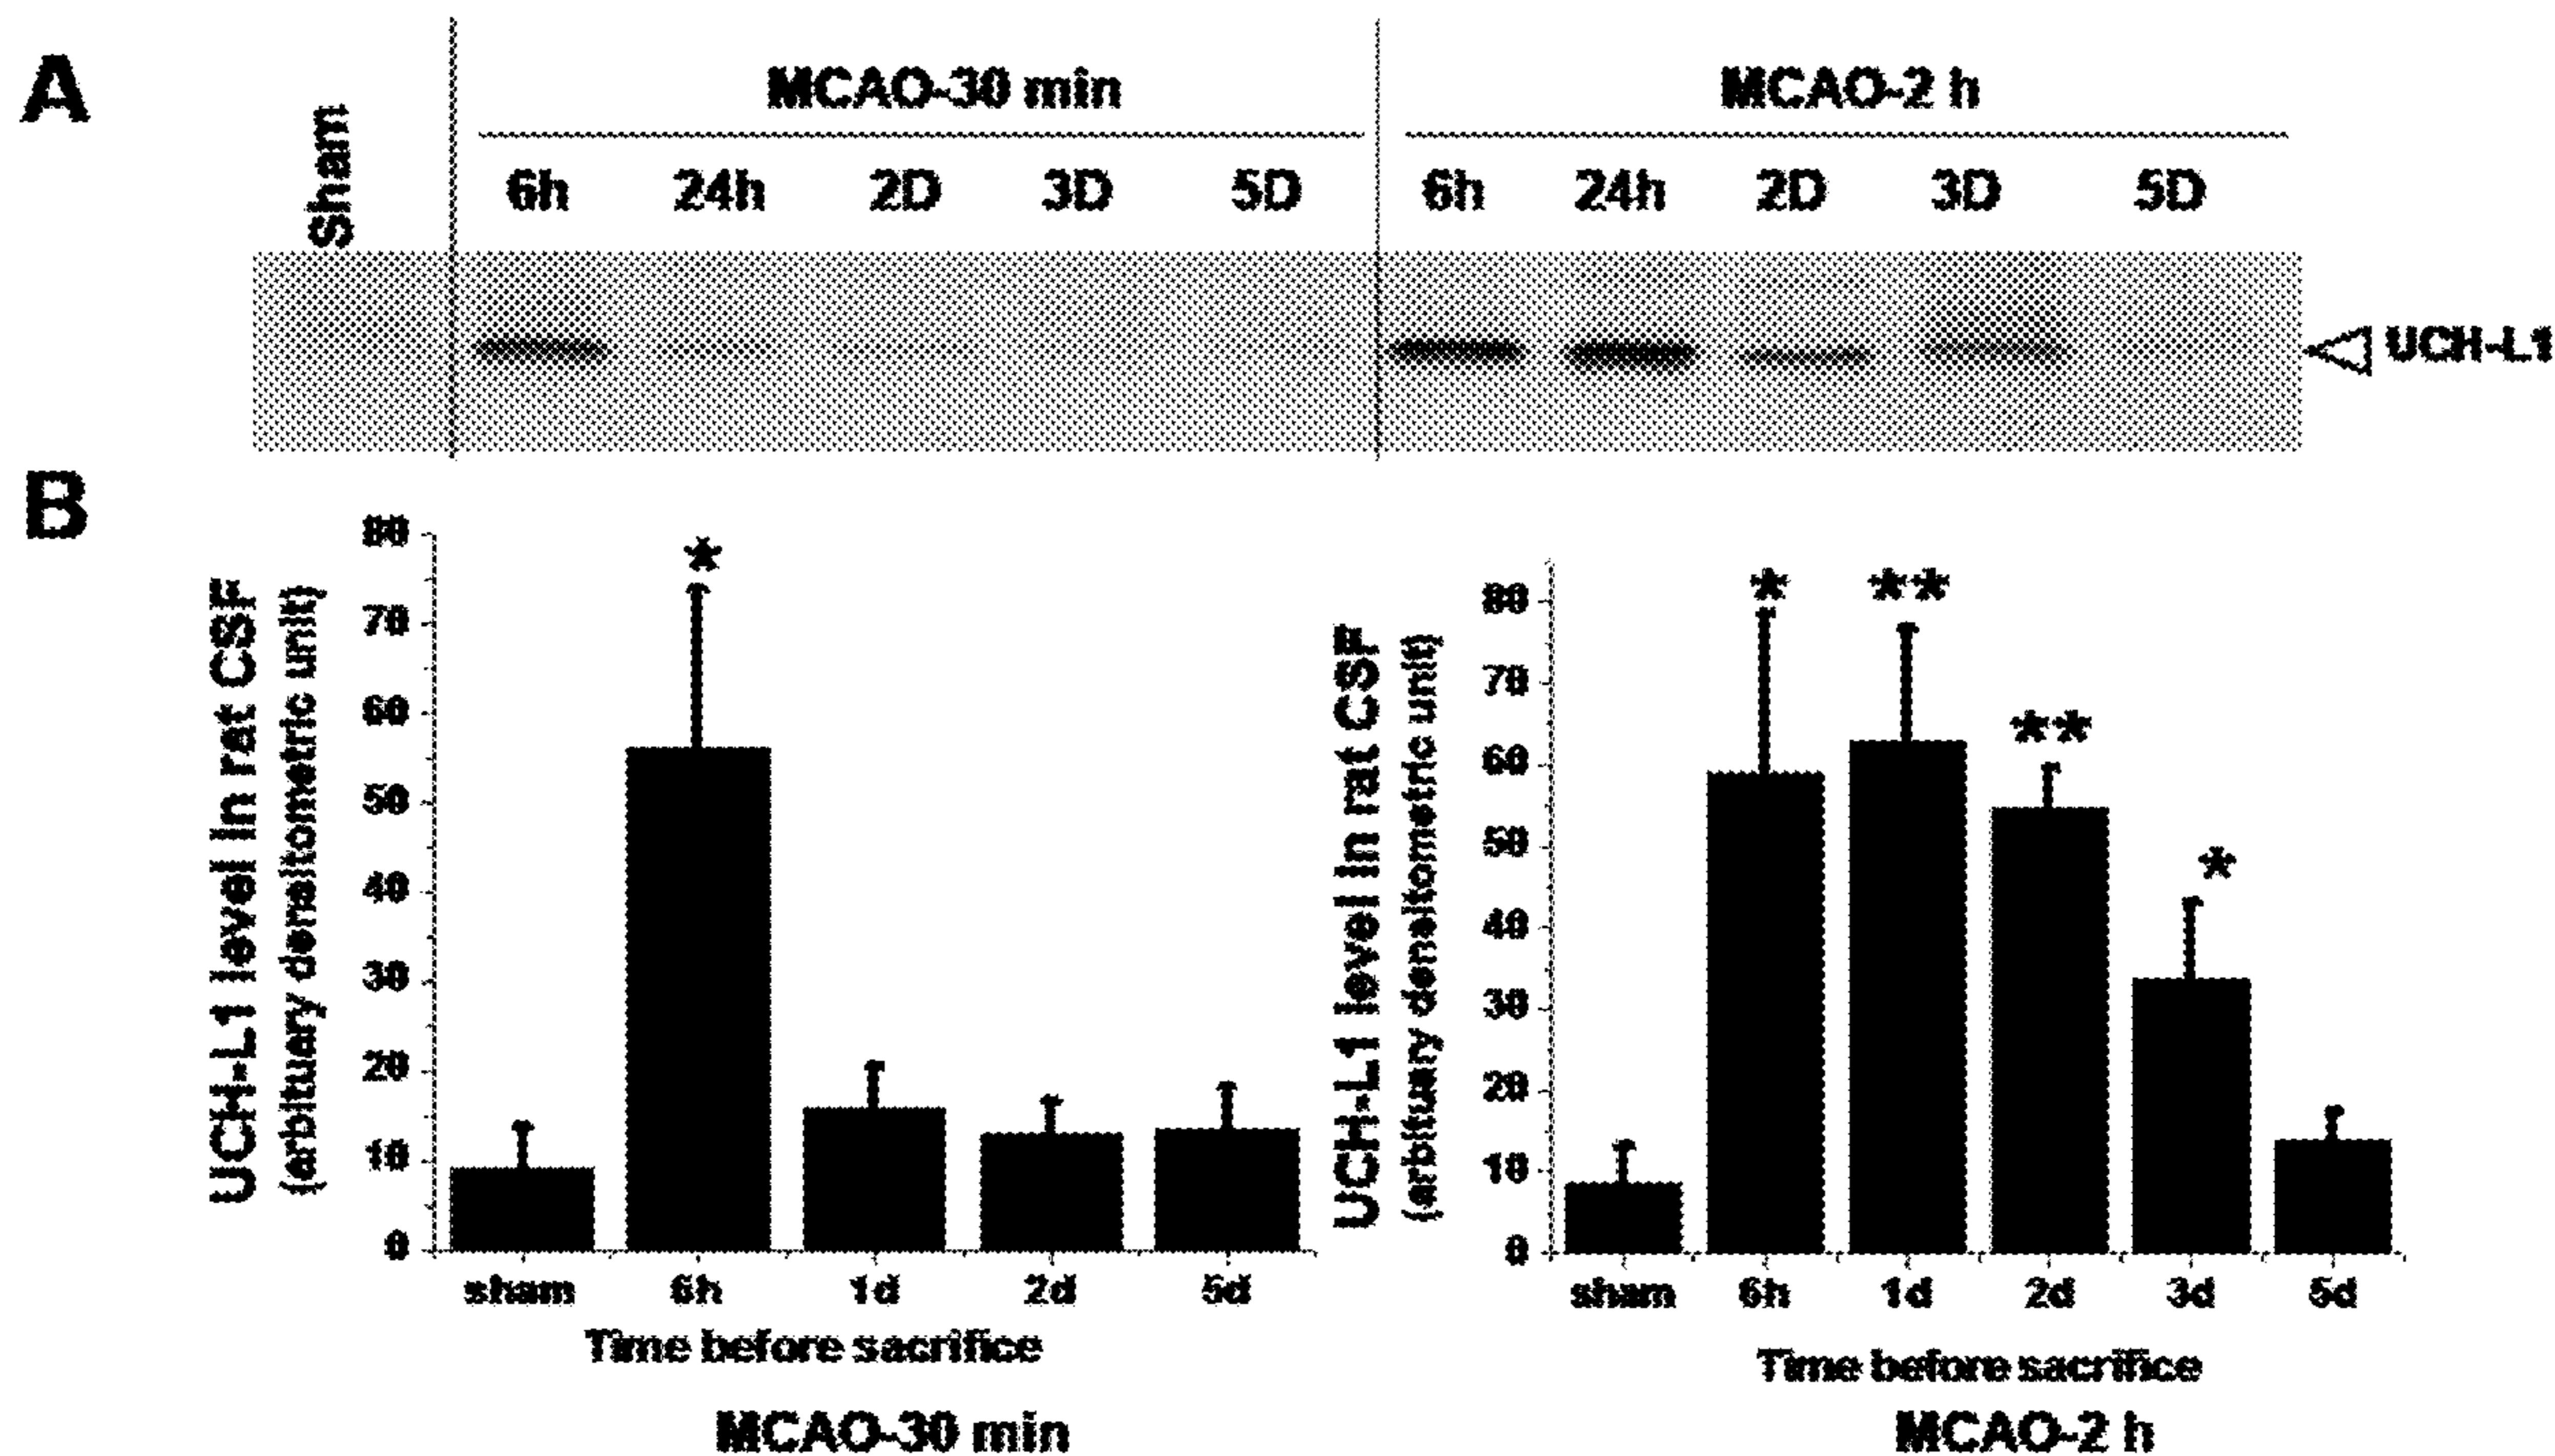 A
Sham
MCAO-30 min
MCAO-2 h
6h 24h 2D 3D 5D
6h 24h 2D 3D 5D
UCH-L1
B
UCH-L1 level in rat CSF
(arbituary densitometric unit)
80
70
60
50
40
30
20
10
0
*
sham 6h 1d 2d 5d
Time before sacrifice
MCAO-30 min
UCH-L1 level in rat CSF
(arbituary densitometric unit)
80
70
60
50
40
30
20
10
0
* ** ** *
sham 6h 1d 2d 3d 5d
Time before sacrifice
MCAO-2 h